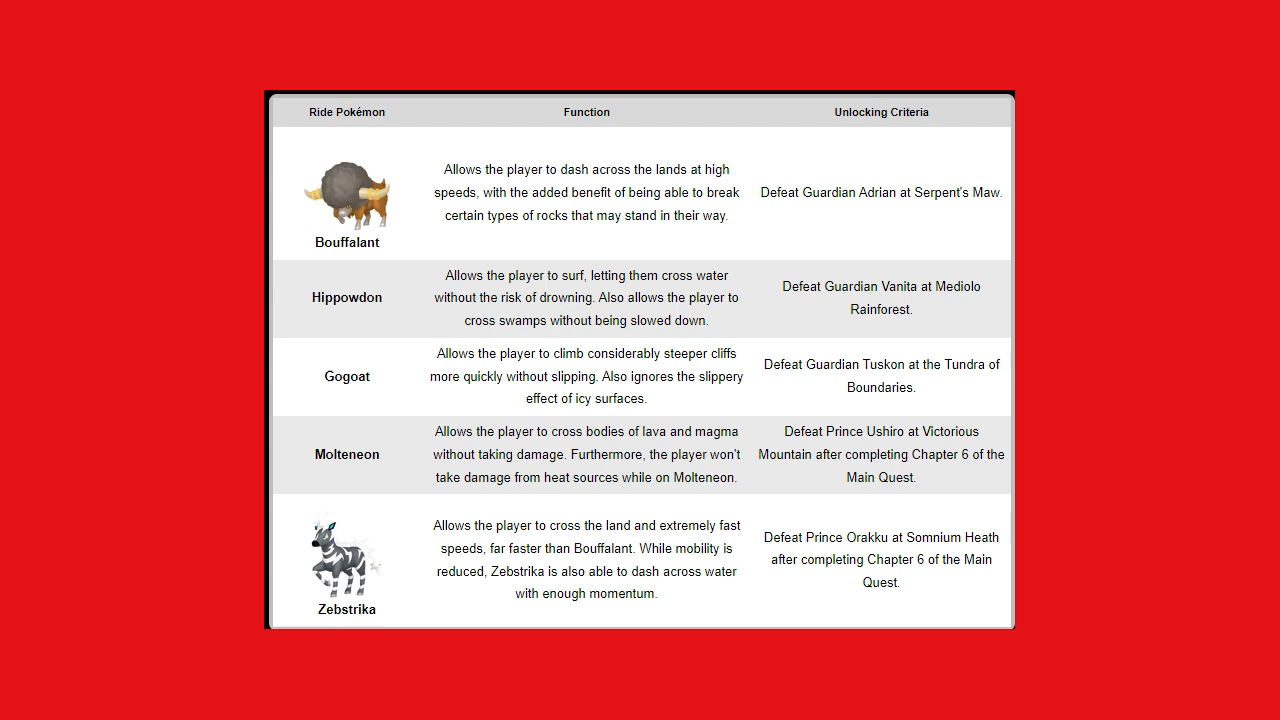 Ride Pokémon Function Unlocking Criteria
Allows the player to dash across the lands at high
speeds, with the added benefit of being able to break
certain types of rocks that may stand in their way.
Defeat Guardian Adrian at Serpent's Maw.
Bouffalant
Hippowdon
Allows the player to surf, letting them cross water
without the risk of drowning. Also allows the player to
cross swamps without being slowed down.
Defeat Guardian Vanita at Mediolo
Rainforest.
Gogoat
Allows the player to climb considerably steeper cliffs
more quickly without slipping. Also ignores the slippery
effect of icy surfaces.
Defeat Guardian Tuskon at the Tundra of
Boundaries.
Molteneon
Allows the player to cross bodies of lava and magma
without taking damage. Furthermore, the player won't
take damage from heat sources while on Molteneon.
Defeat Prince Ushiro at Victorious
Mountain after completing Chapter 6 of the
Main Quest.
Allows the player to cross the land and extremely fast
speeds, far faster than Bouffalant. While mobility is
reduced, Zebstrika is also able to dash across water
with enough momentum.
Defeat Prince Orakku at Somnium Heath
after completing Chapter 6 of the Main
Quest.
Zebstrika